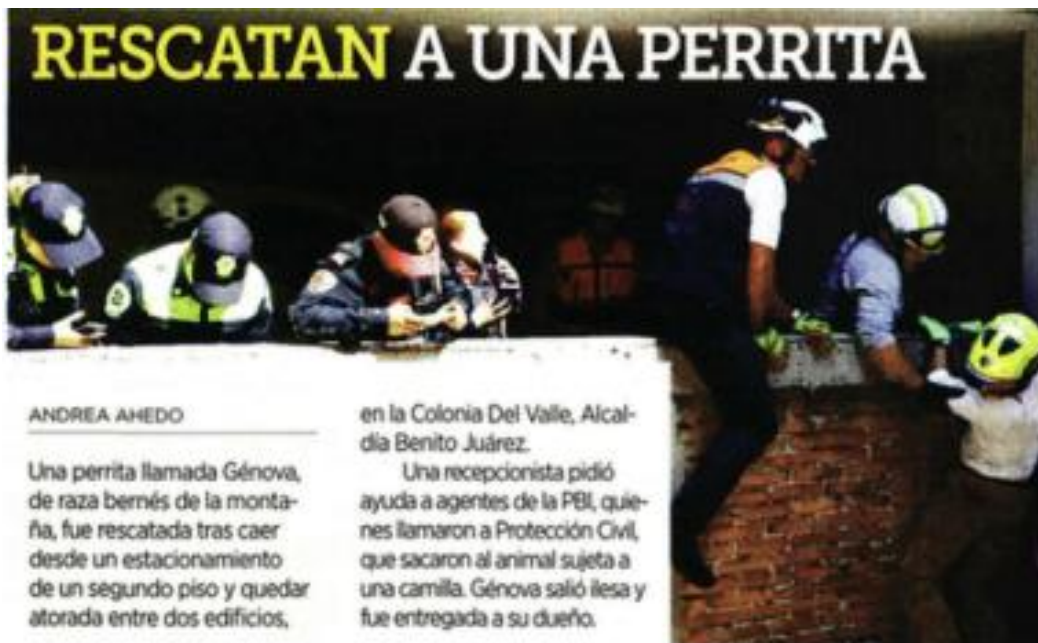 RESCATAN A UNA PERRITA
ANDREA AHEDO
Una perrita llamada Génova,
de raza bernés de la monta-
ña, fue rescatada tras caer
desde un estacionamiento
de un segundo piso y quedar
atorada entre dos edificios,
en la Colonia Del Valle, Alcal-
día Benito Juárez.
Una recepcionista pidió
ayuda a agentes de la PBI, quie-
nes llamaron a Protección Civil,
que sacaron al animal sujeta a
una camilla. Génova salió ilesa y
fue entregada a su dueño.